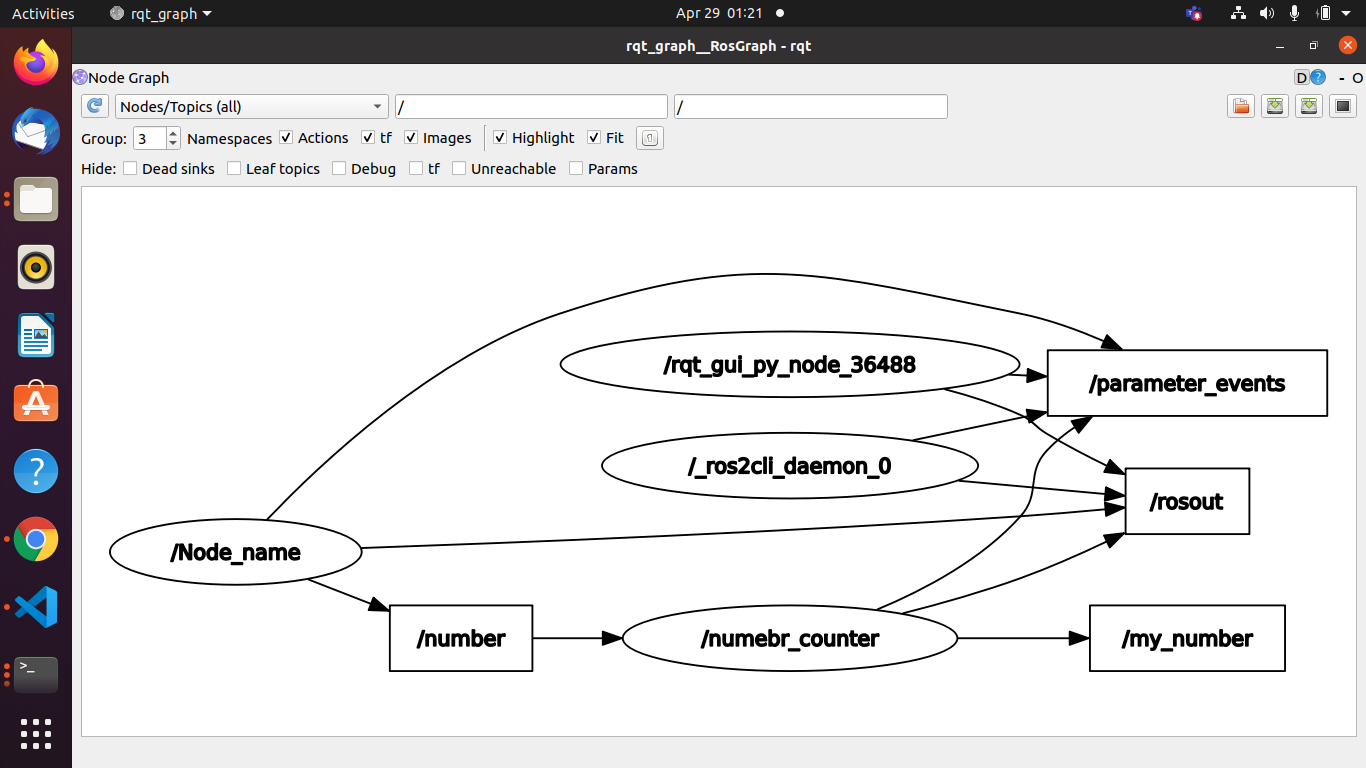 Activities rqt_graph Apr 29 01:21
rqt_graph__RosGraph - rqt
Node Graph D ? - O
Nodes/Topics (all) / /
Group: 3 Namespaces Actions tf Images Highlight Fit
Hide: Dead sinks Leaf topics Debug tf Unreachable Params
/rqt_gui_py_node_36488
/parameter_events
/_ros2cli_daemon_0
/rosout
/Node_name
/number
/numebr_counter
/my_number